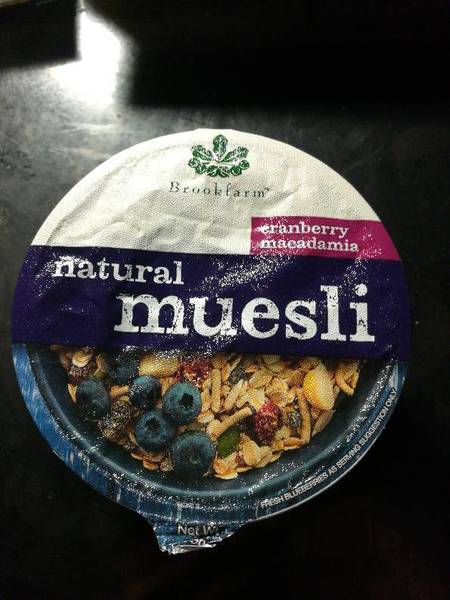 Brookfarm™
cranberry
macadamia
natural
muesli
FRESH BLUEBERRIES AS SERVING SUGGESTION ONLY
Net